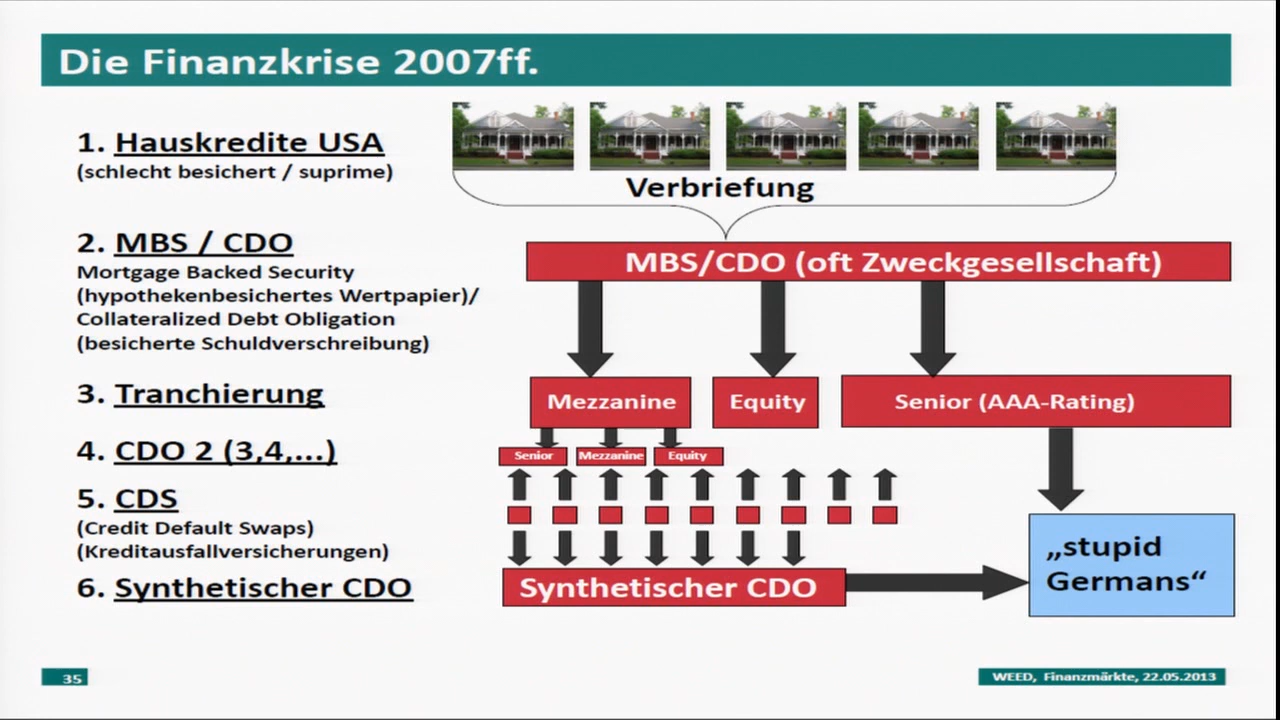 Die Finanzkrise 2007ff.
1. Hauskredite USA
(schlecht besichert / suprime)
Verbriefung
2. MBS / CDO
Mortgage Backed Security
(hypothekenbesichertes Wertpapier)/
Collateralized Debt Obligation
(besicherte Schuldverschreibung)
MBS/CDO (oft Zweckgesellschaft)
3. Tranchierung
Mezzanine
Equity
Senior (AAA-Rating)
4. CDO 2 (3,4,...)
Senior
Mezzanine
Equity
5. CDS
(Credit Default Swaps)
(Kreditausfallversicherungen)
6. Synthetischer CDO
Synthetischer CDO
„stupid
Germans“
35
WEED, Finanzmärkte, 22.05.2013